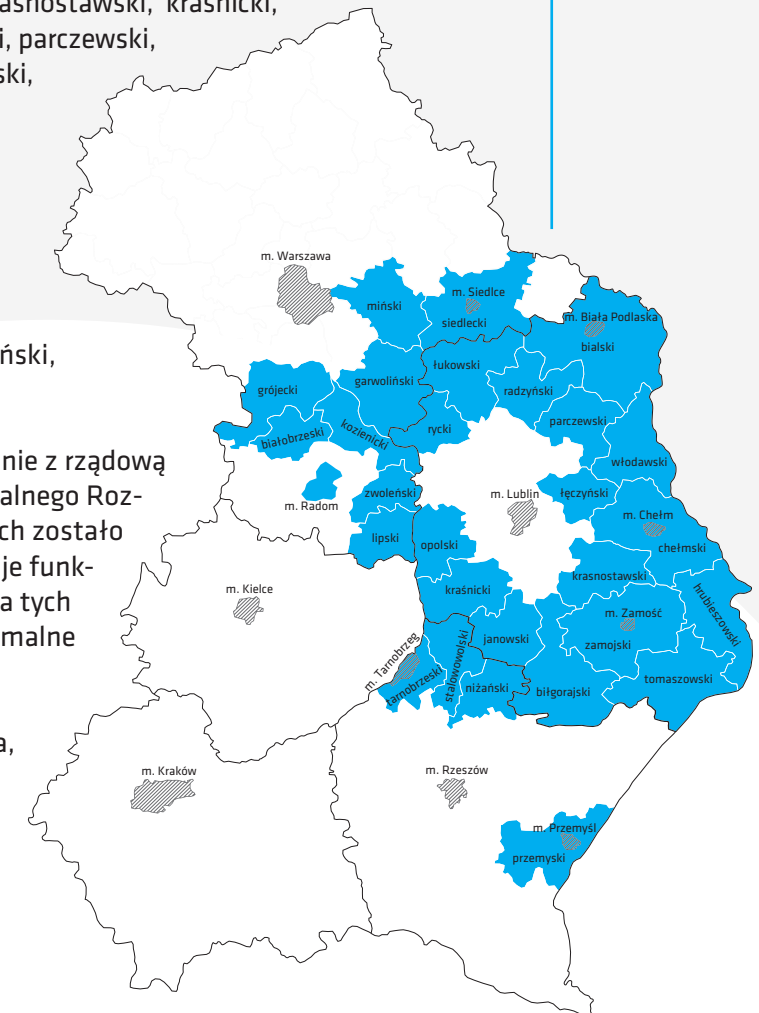 asnostawski, kraśnicki,
i, parczewski,
ski,
m. Warszawa
miński
m. Siedlce
siedlecki
m. Biała Podlaska
bialski
ński,
łukowski
garwoliński
grójecki
radzyński
parczewski
rycki
kozienicki
białobrzeski
włodawski
nie z rządową
alnego Roz-
ch zostało
je funk-
a tych
malne
zwoleński
m. Lublin
łęczyński
m. Radom
m. Chełm
chełmski
lipski
opolski
krasnostawski
m. Kielce
kraśnicki
hrubieszowski
m. Zamość
zamojski
janowski
m. Tarnobrzeg
tarnobrzeski
stalowowolski
niżański
biłgorajski
tomaszowski
a,
m. Kraków
m. Rzeszów
m. Przemyśl
przemyski